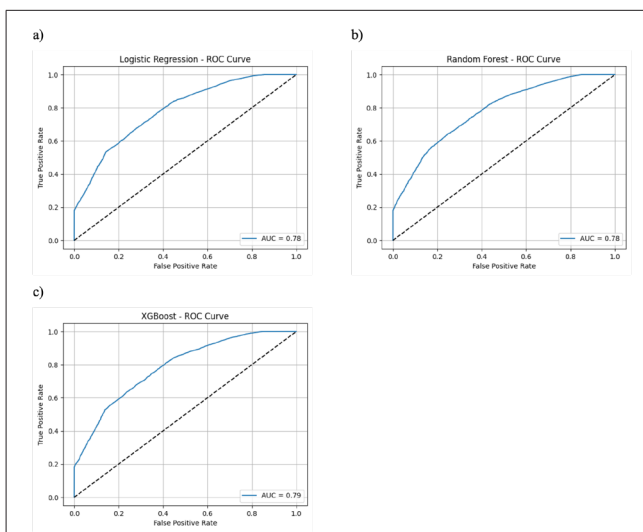 a)
Logistic Regression - ROC Curve
1.0
0.8
0.6
0.4
0.2
0.0
True Positive Rate
0.0 0.2 0.4 0.6 0.8 1.0
False Positive Rate
AUC = 0.78
b)
Random Forest - ROC Curve
1.0
0.8
0.6
0.4
0.2
0.0
True Positive Rate
0.0 0.2 0.4 0.6 0.8 1.0
False Positive Rate
AUC = 0.78
c)
XGBoost - ROC Curve
1.0
0.8
0.6
0.4
0.2
0.0
True Positive Rate
0.0 0.2 0.4 0.6 0.8 1.0
False Positive Rate
AUC = 0.79